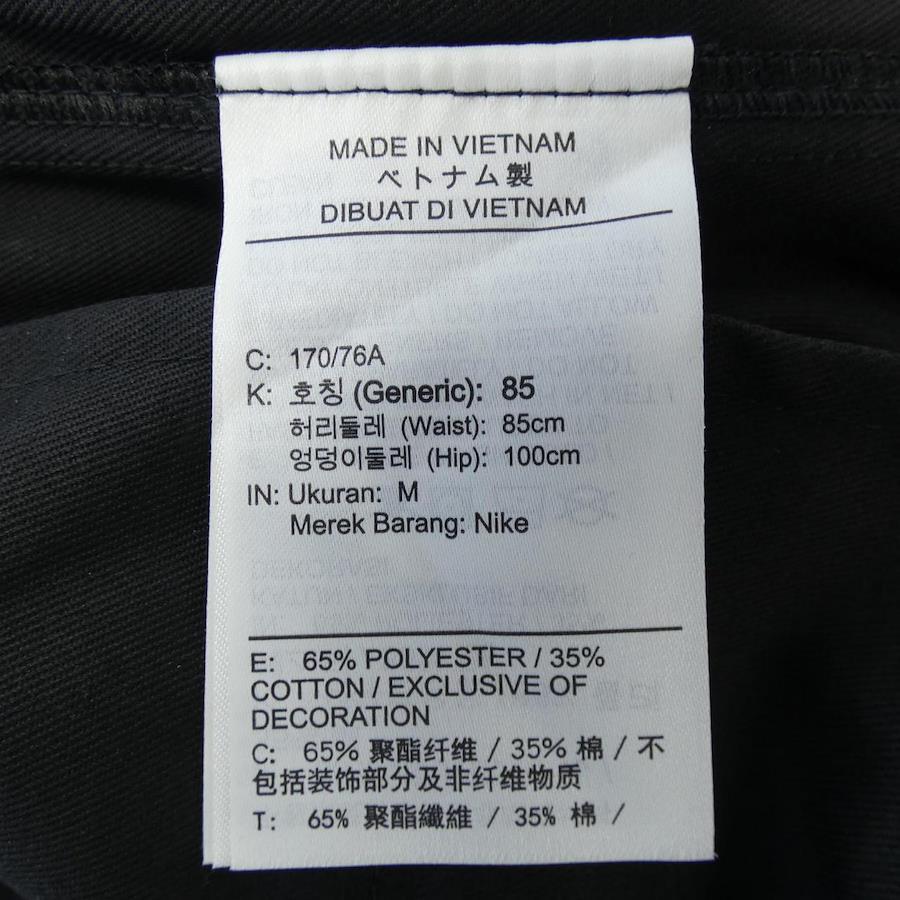 MADE IN VIETNAM
ベトナム製
DIBUAT DI VIETNAM
C: 170/76A
K: 호칭 (Generic): 85
허리둘레 (Waist): 85cm
엉덩이둘레 (Hip): 100cm
IN: Ukuran: M
Merek Barang: Nike
E: 65% POLYESTER / 35%
COTTON / EXCLUSIVE OF
DECORATION
C: 65% 聚酯纤维 / 35% 棉 / 不
包括装饰部分及非纤维物质
T: 65% 聚酯纖維 / 35% 棉 /